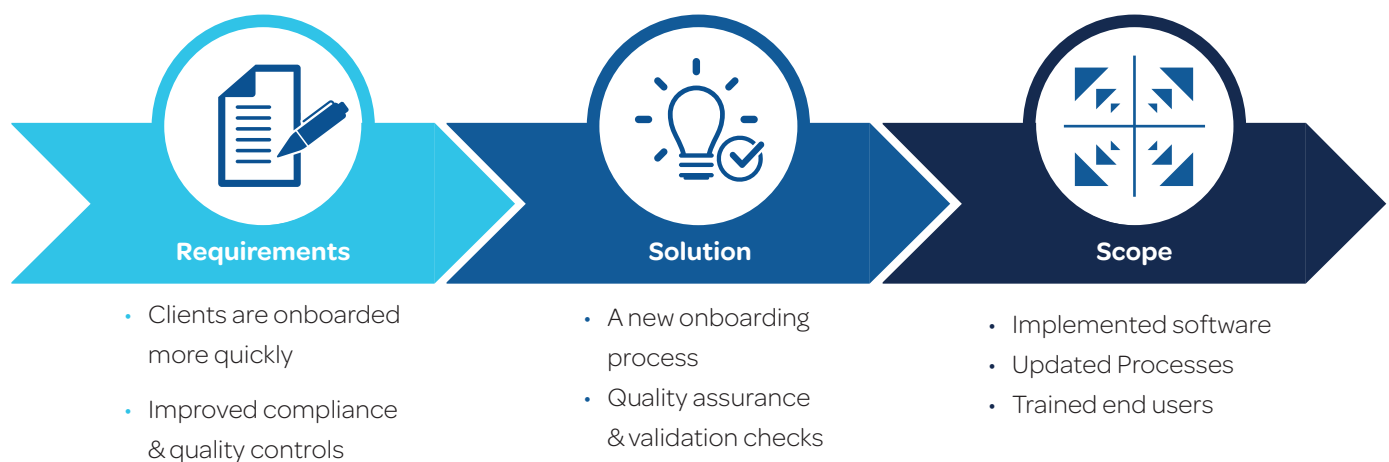 Requirements
Solution
Scope
• Clients are onboarded
more quickly
• Improved compliance
& quality controls
• A new onboarding
process
• Quality assurance
& validation checks
• Implemented software
• Updated Processes
• Trained end users